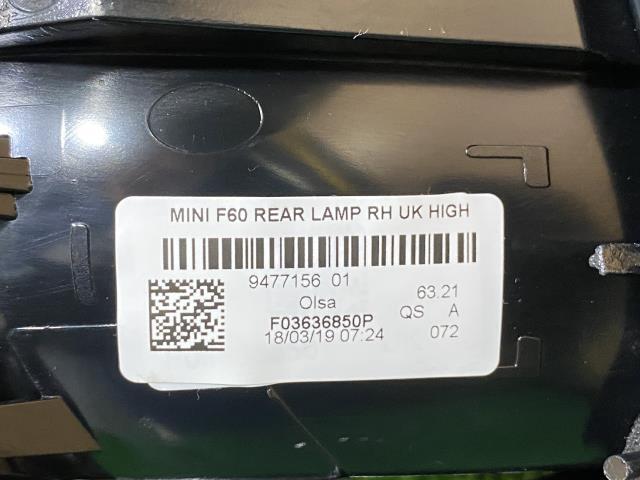 MINI F60 REAR LAMP RH UK HIGH
9477156 01
Olsa
63.21
QS A
F03636850P
18/03/19 07:24
072